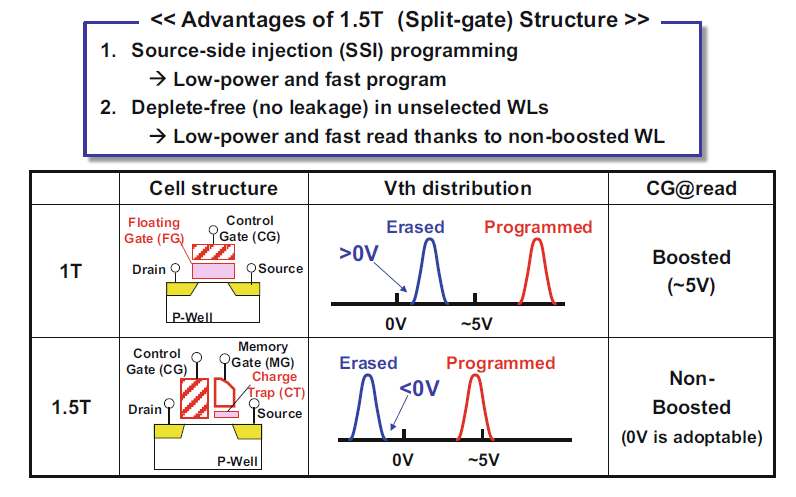 << Advantages of 1.5T (Split-gate) Structure >>
1. Source-side injection (SSI) programming
→ Low-power and fast program
2. Deplete-free (no leakage) in unselected WLs
→ Low-power and fast read thanks to non-boosted WL
Cell structure
Vth distribution
CG@read
1T
Floating
Gate (FG)
Control
Gate (CG)
Drain
Source
P-Well
Erased
Programmed
>0V
0V
~5V
Boosted
(~5V)
1.5T
Control
Gate (CG)
Memory
Gate (MG)
Charge
Trap (CT)
Drain
Source
P-Well
Erased
Programmed
<0V
0V
~5V
Non-
Boosted
(0V is adoptable)